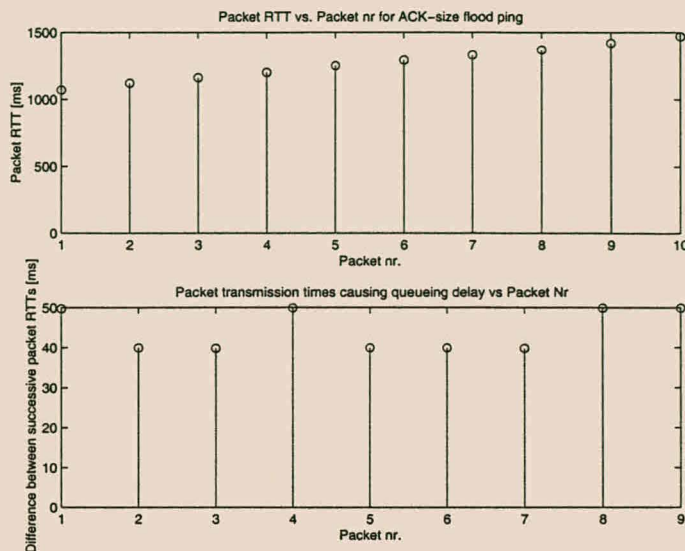 Packet RTT vs. Packet nr for ACK-size flood ping
Packet RTT [ms]
1500
1000
500
0
1 2 3 4 5 6 7 8 9 10
Packet nr.
Packet transmission times causing queueing delay vs Packet Nr
Difference between successive packet RTTs [ms]
50
40
30
20
10
0
1 2 3 4 5 6 7 8 9
Packet nr.